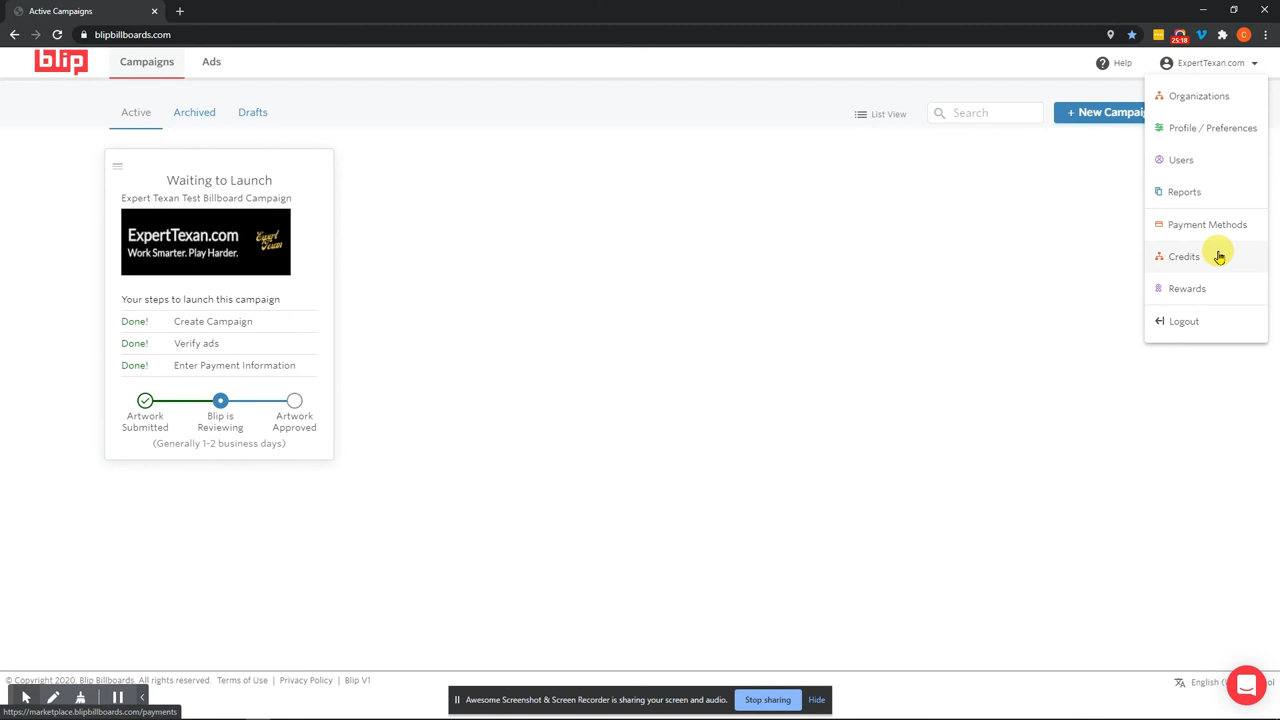 Active Campaigns
blipbillboards.com
25:18
blip
Campaigns
Ads
Help
ExpertTexan.com
Active
Archived
Drafts
List View
Search
+ New Campaig
Organizations
Profile / Preferences
Users
Reports
Payment Methods
Credits
Rewards
Logout
Waiting to Launch
Expert Texan Test Billboard Campaign
ExpertTexan.com
Work Smarter. Play Harder.
Expert
Texan
Your steps to launch this campaign
Done! Create Campaign
Done! Verify ads
Done! Enter Payment Information
Artwork Submitted
Blip is Reviewing
Artwork Approved
(Generally 1-2 business days)
© Copyright 2020. Blip Billboards. All rights reserved. Terms of Use | Privacy Policy | Blip V1
English
Awesome Screenshot & Screen Recorder is sharing your screen and audio.
Stop sharing
Hide
https://marketplace.blipbillboards.com/payments